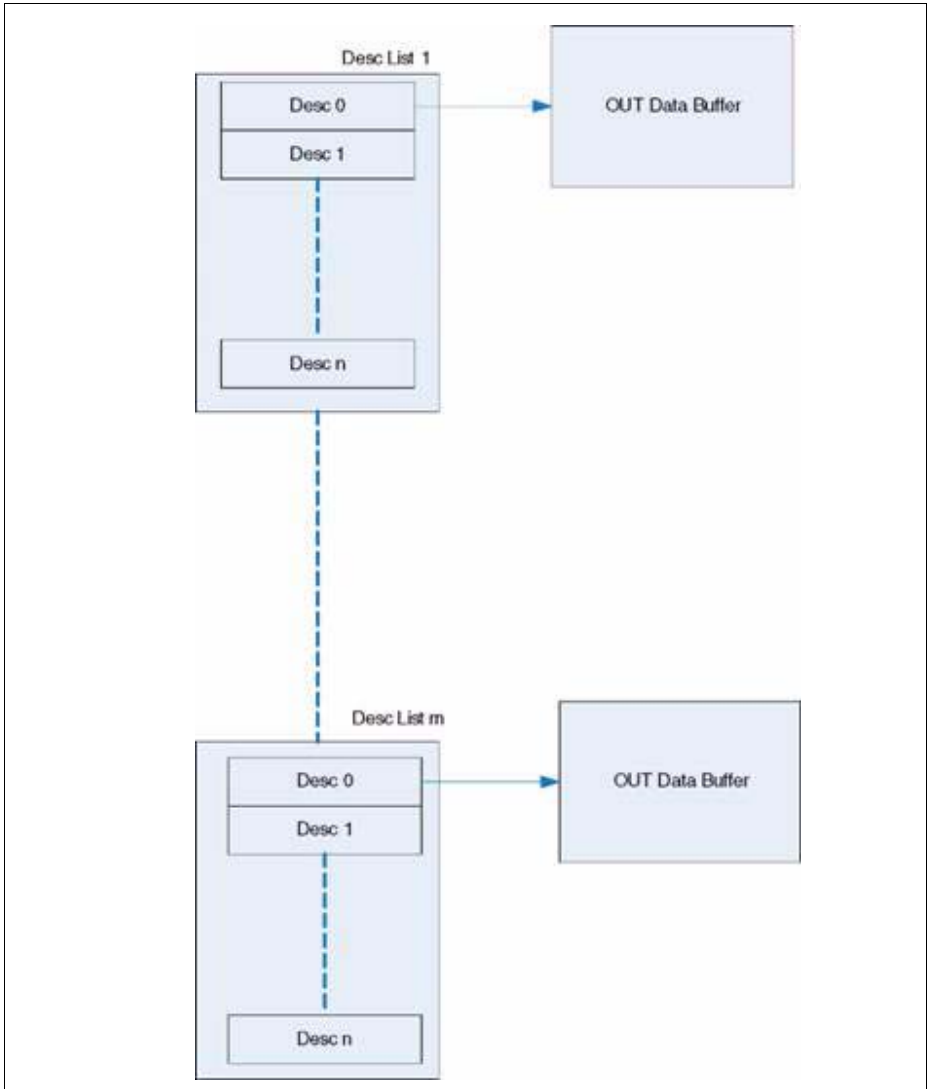 Desc List 1
Desc 0
OUT Data Buffer
Desc 1
Desc n
Desc List m
Desc 0
OUT Data Buffer
Desc 1
Desc n